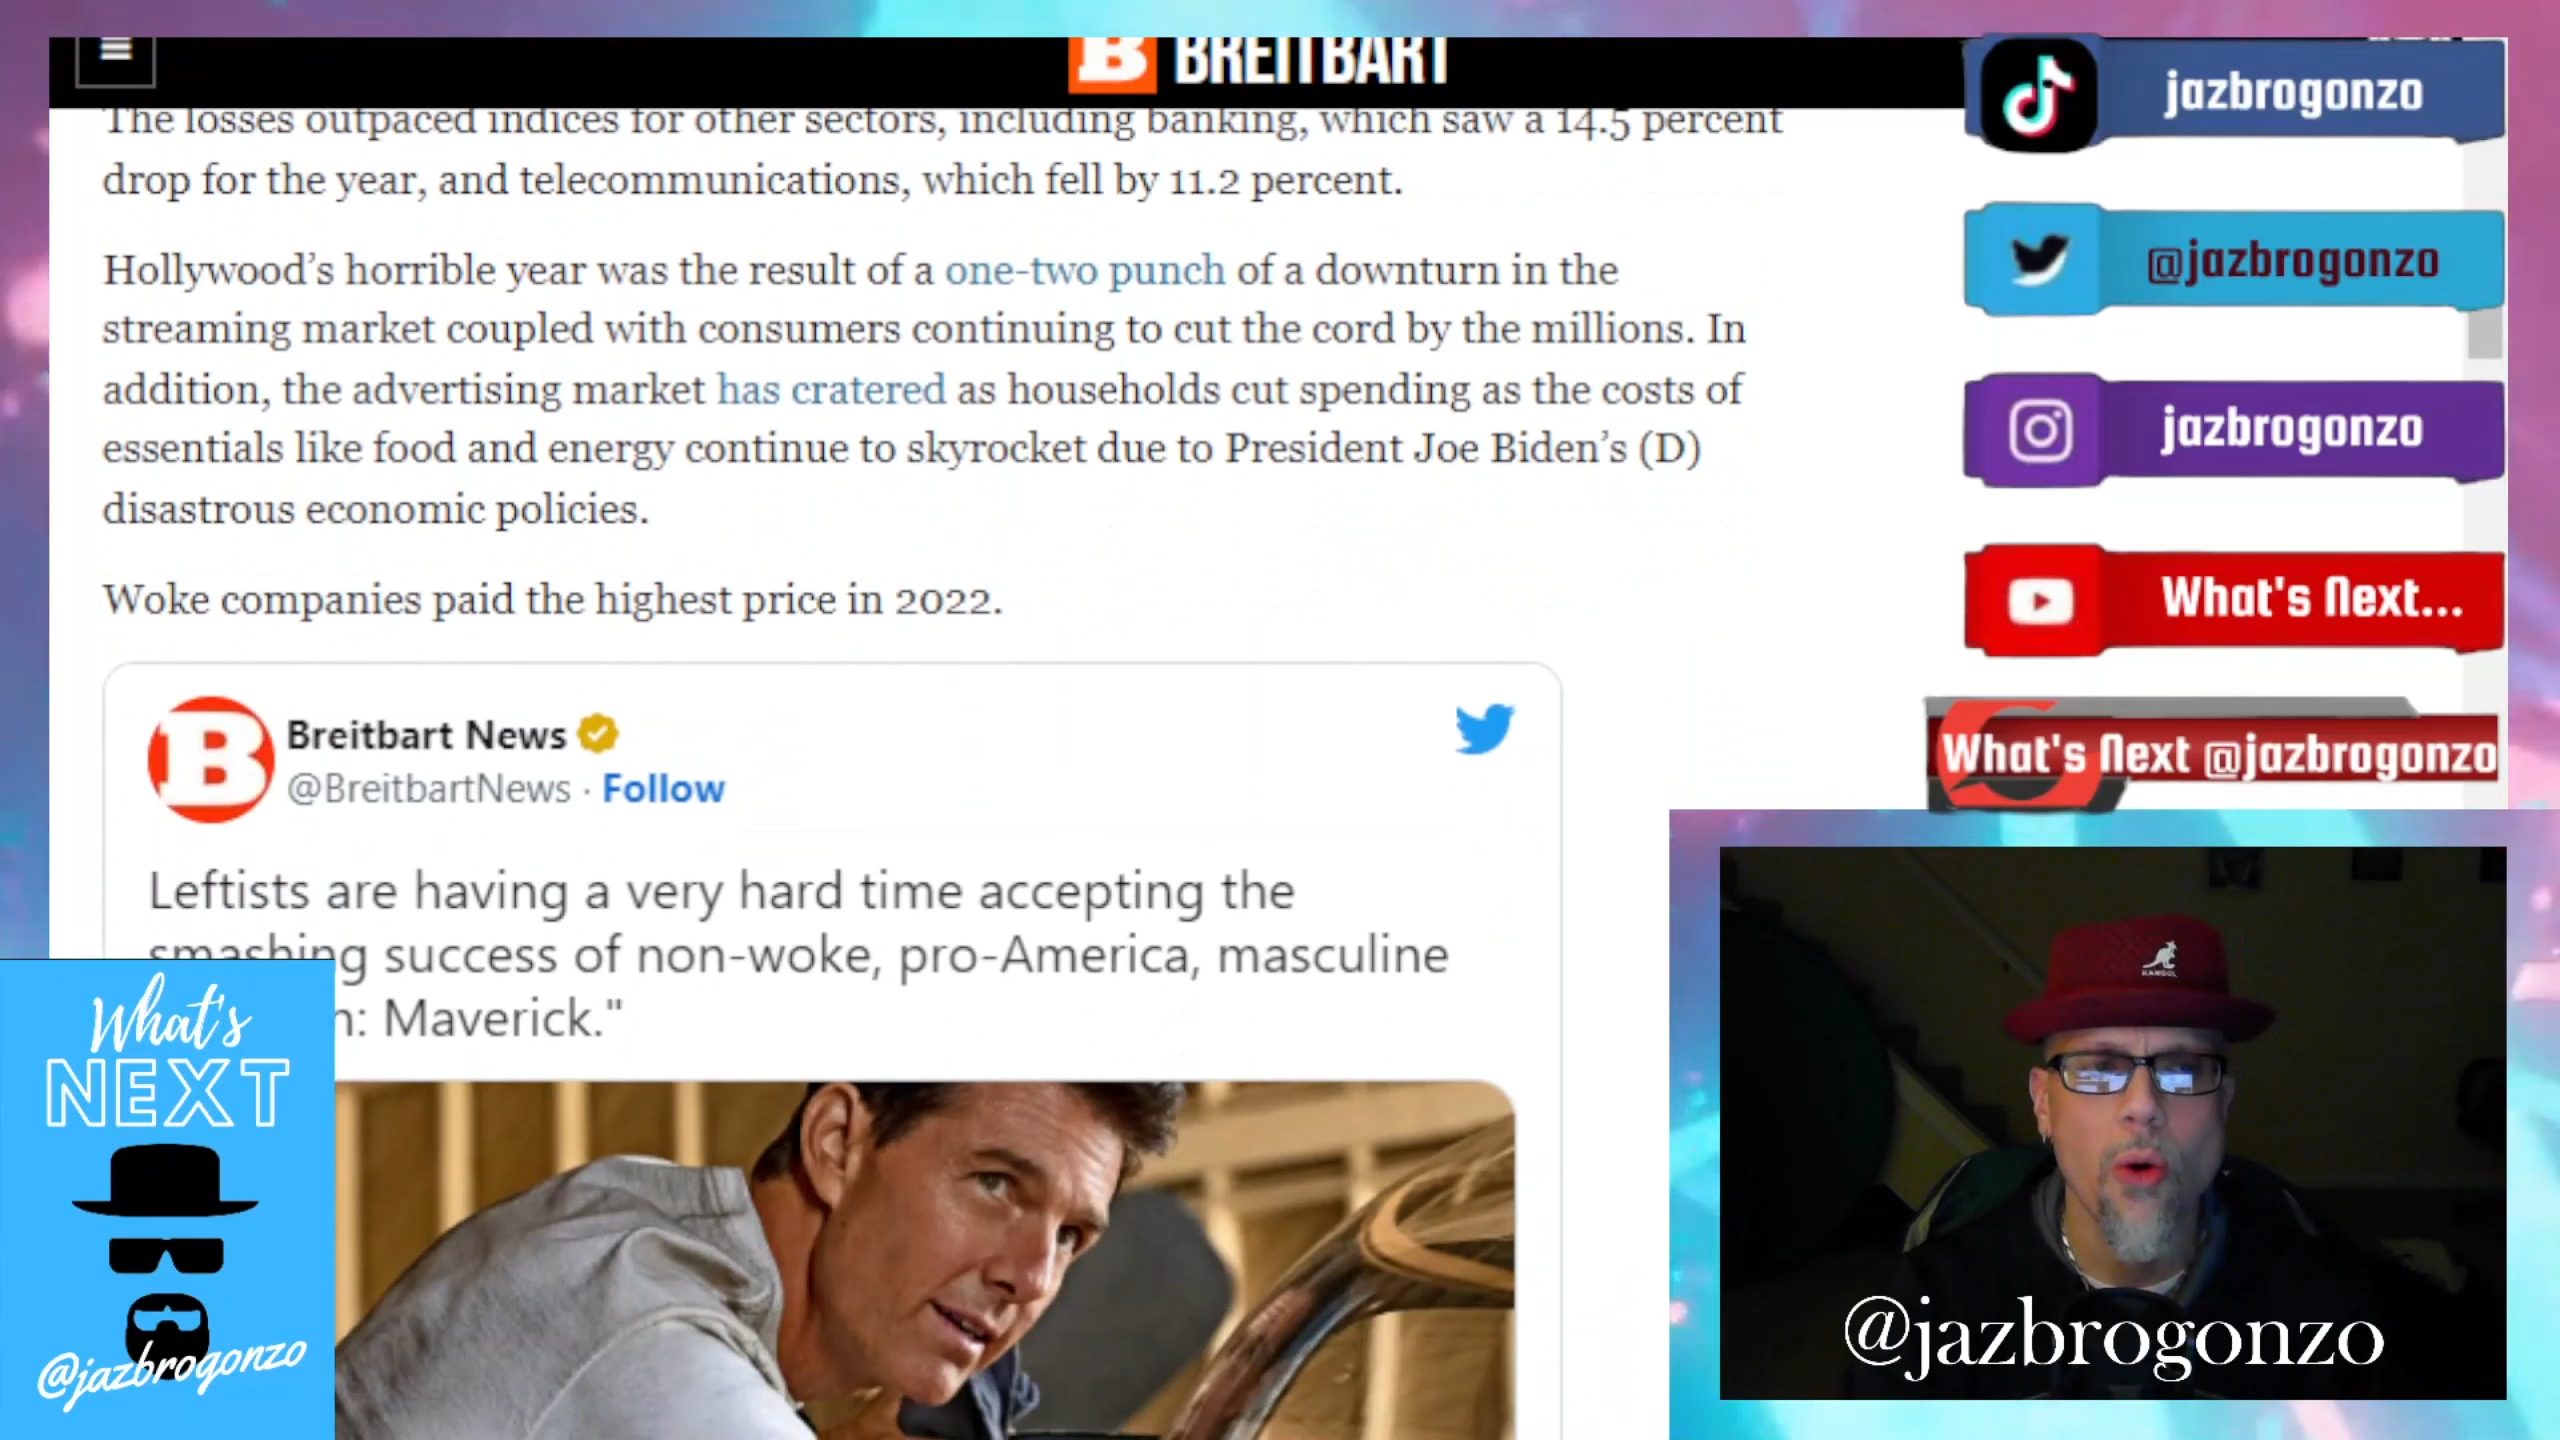 BREITBART
The losses outpaced indices for other sectors, including banking, which saw a 14.5 percent
drop for the year, and telecommunications, which fell by 11.2 percent.
Hollywood's horrible year was the result of a one-two punch of a downturn in the
streaming market coupled with consumers continuing to cut the cord by the millions. In
addition, the advertising market has cratered as households cut spending as the costs of
essentials like food and energy continue to skyrocket due to President Joe Biden's (D)
disastrous economic policies.
Woke companies paid the highest price in 2022.
Breitbart News
@BreitbartNews · Follow
Leftists are having a very hard time accepting the
smashing success of non-woke, pro-America, masculine
n: Maverick."
jazbrogonzo
@jazbrogonzo
jazbrogonzo
What's Next...
What's Next @jazbrogonzo
What's
NEXT
@jazbrogonzo
KANGOL
@jazbrogonzo